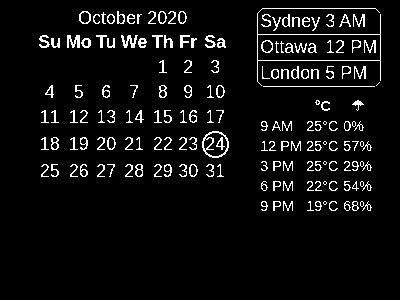 October 2020
Su Mo Tu We Th Fr Sa
1 2 3
4 5 6 7 8 9 10
11 12 13 14 15 16 17
18 19 20 21 22 23 24
25 26 27 28 29 30 31
Sydney 3 AM
Ottawa 12 PM
London 5 PM
°C ☂
9 AM 25°C 0%
12 PM 25°C 57%
3 PM 25°C 29%
6 PM 22°C 54%
9 PM 19°C 68%